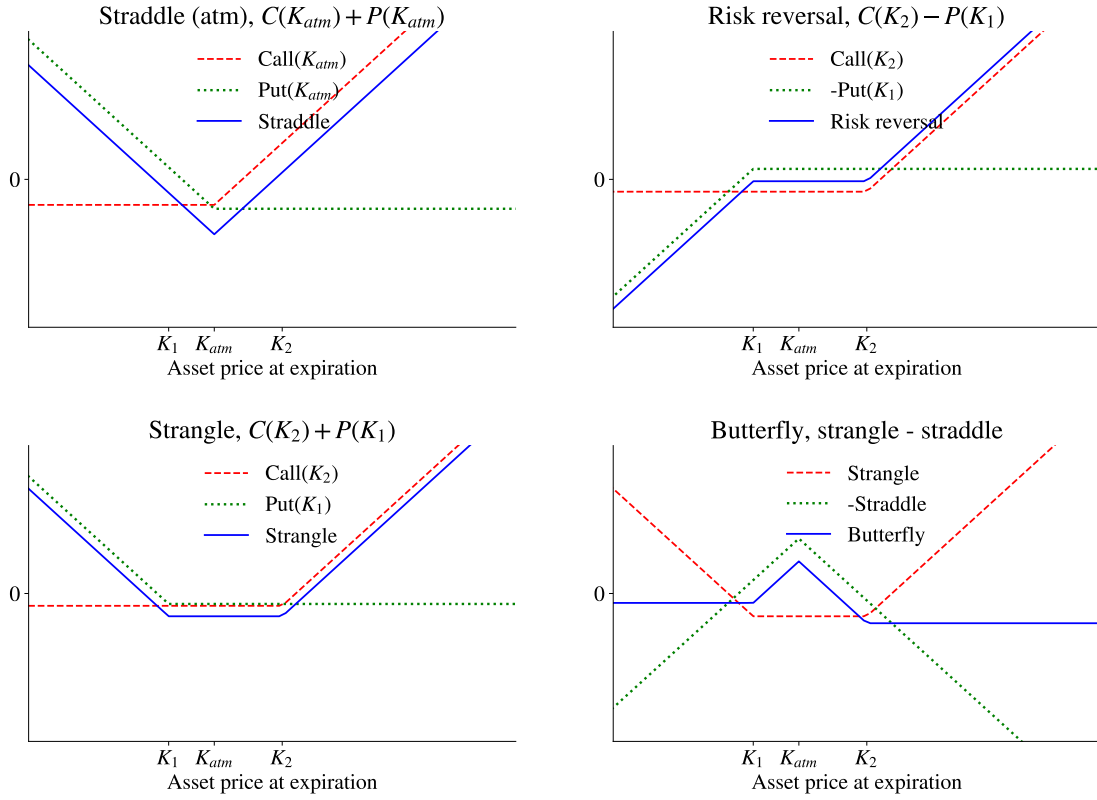 Straddle (atm), C(K_atm) + P(K_atm)
Call(K_atm)
Put(K_atm)
Straddle
0
K_1 K_atm K_2
Asset price at expiration
Risk reversal, C(K_2) − P(K_1)
Call(K_2)
-Put(K_1)
Risk reversal
0
K_1 K_atm K_2
Asset price at expiration
Strangle, C(K_2) + P(K_1)
Call(K_2)
Put(K_1)
Strangle
0
K_1 K_atm K_2
Asset price at expiration
Butterfly, strangle - straddle
Strangle
-Straddle
Butterfly
0
K_1 K_atm K_2
Asset price at expiration